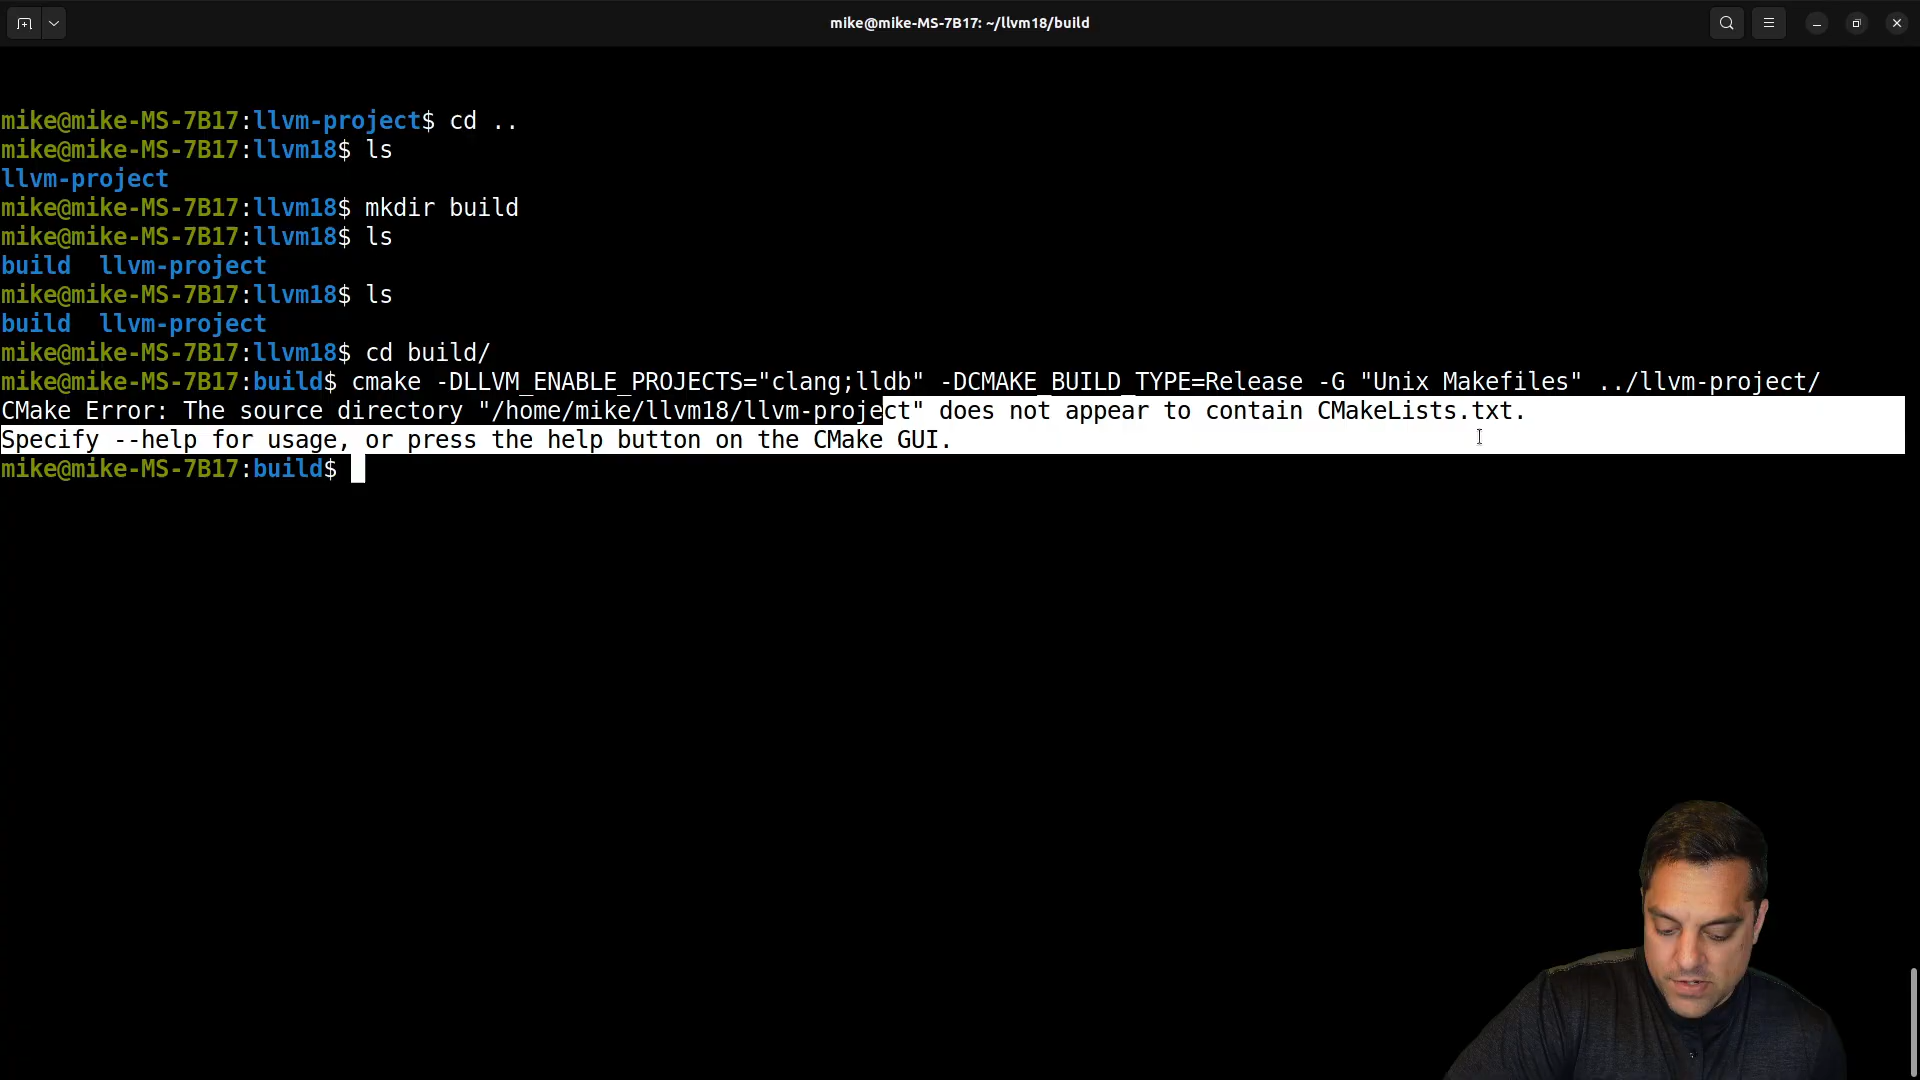 mike@mike-MS-7B17: ~/llvm18/build
mike@mike-MS-7B17:llvm-project$ cd ..
mike@mike-MS-7B17:llvm18$ ls
llvm-project
mike@mike-MS-7B17:llvm18$ mkdir build
mike@mike-MS-7B17:llvm18$ ls
build  llvm-project
mike@mike-MS-7B17:llvm18$ ls
build  llvm-project
mike@mike-MS-7B17:llvm18$ cd build/
mike@mike-MS-7B17:build$ cmake -DLLVM_ENABLE_PROJECTS="clang;lldb" -DCMAKE_BUILD_TYPE=Release -G "Unix Makefiles" ../llvm-project/
CMake Error: The source directory "/home/mike/llvm18/llvm-project" does not appear to contain CMakeLists.txt.
Specify --help for usage, or press the help button on the CMake GUI.
mike@mike-MS-7B17:build$